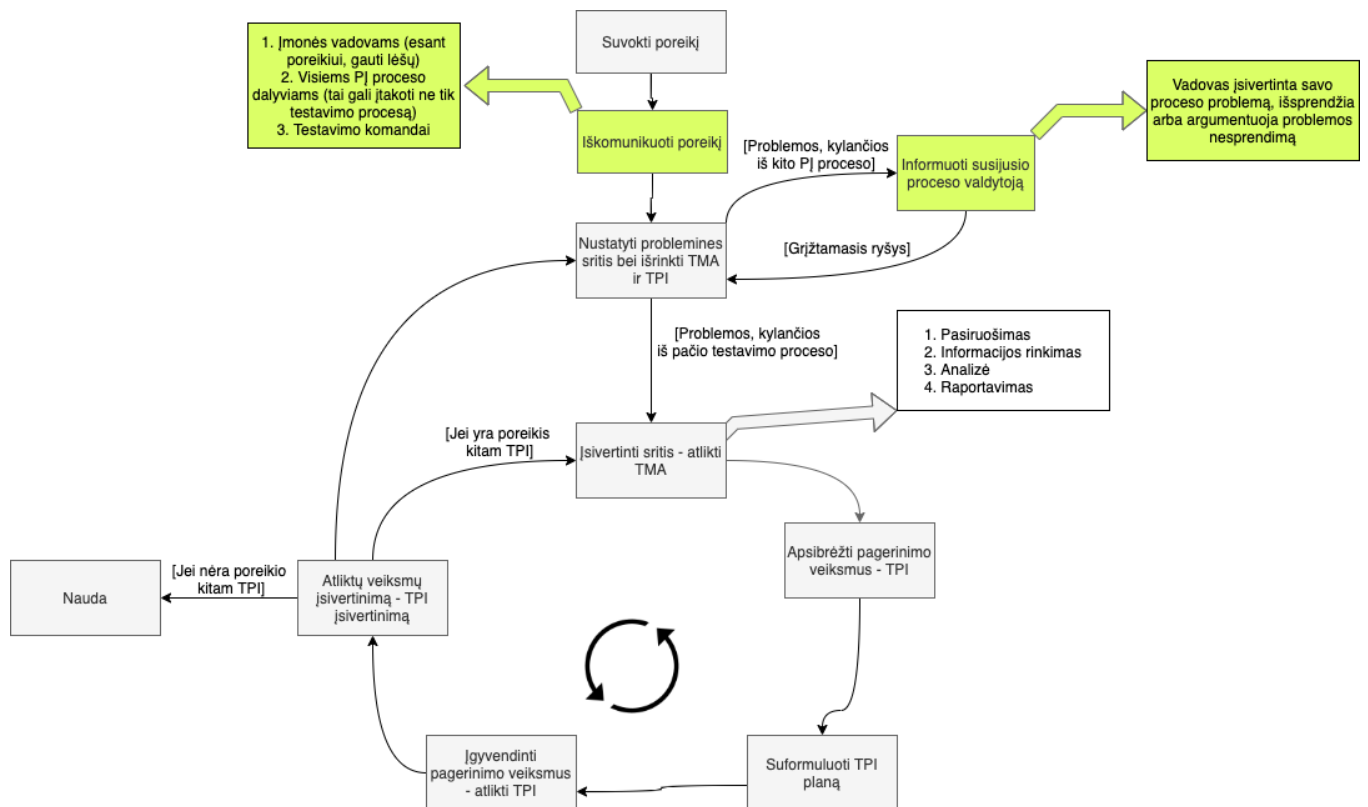 Suvokti poreikį
1. Įmonės vadovams (esant
poreikiui, gauti lėšų)
2. Visiems PĮ proceso
dalyviams (tai gali įtakoti ne tik
testavimo procesą)
3. Testavimo komandai
Iškomunikuoti poreikį
Vadovas įsivertinta savo
proceso problemą, išsprendžia
arba argumentuoja problemos
nesprendimą
[Problemos, kylančios
iš kito PĮ proceso]
Informuoti susijusio
proceso valdytoją
Nustatyti problemines
sritis bei išrinkti TMA
ir TPI
[Grįžtamasis ryšys]
[Problemos, kylančios
iš pačio testavimo proceso]
1. Pasiruošimas
2. Informacijos rinkimas
3. Analizė
4. Raportavimas
[Jei yra poreikis
kitam TPI]
Įsivertinti sritis - atlikti
TMA
Apsibrėžti pagerinimo
veiksmus - TPI
[Jei nėra poreikio
kitam TPI]
Nauda
Atliktų veiksmų
įsivertinimą - TPI
įsivertinimą
Įgyvendinti
pagerinimo veiksmus
- atlikti TPI
Suformuluoti TPI
planą